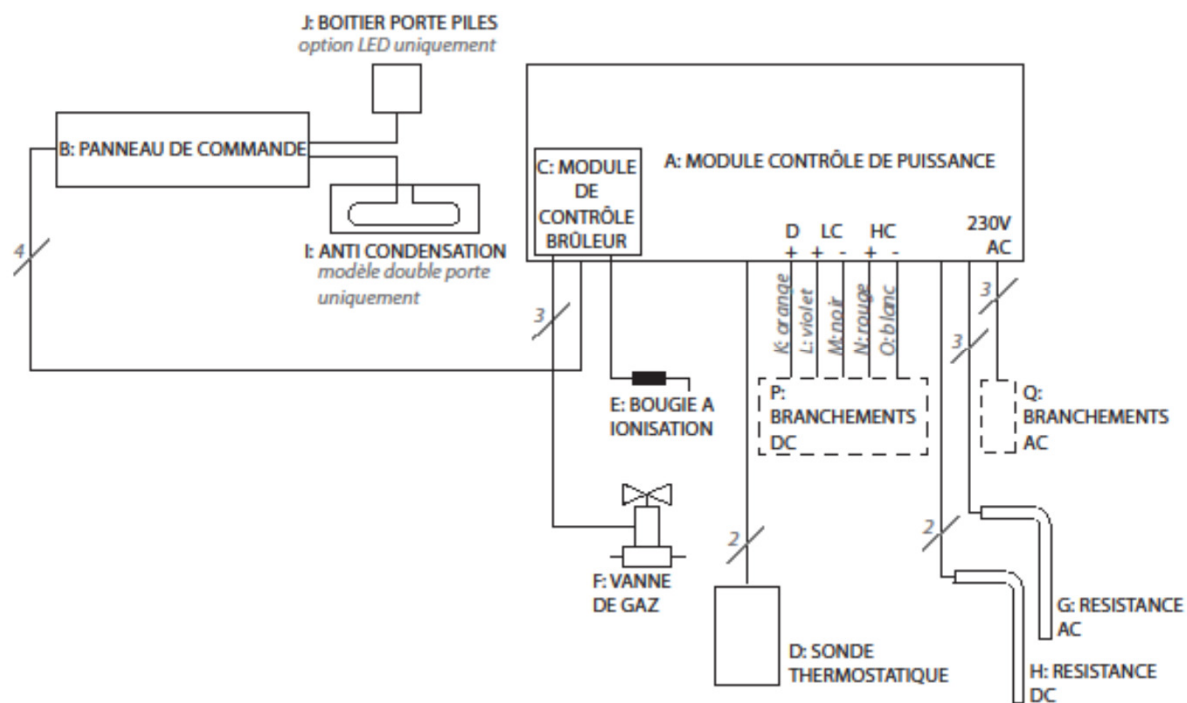 J: BOITIER PORTE PILES
option LED uniquement
B: PANNEAU DE COMMANDE
I: ANTI CONDENSATION
modèle double porte
uniquement
4
C: MODULE
DE
CONTRÔLE
BRÛLEUR
A: MODULE CONTRÔLE DE PUISSANCE
D LC HC
+ + - + -
230V
AC
K: orange
L: violet
M: noir
N: rouge
O: blanc
3
3
3
E: BOUGIE A
IONISATION
P:
BRANCHEMENTS
DC
Q:
BRANCHEMENTS
AC
2
2
F: VANNE
DE GAZ
D: SONDE
THERMOSTATIQUE
G: RESISTANCE
AC
H: RESISTANCE
DC